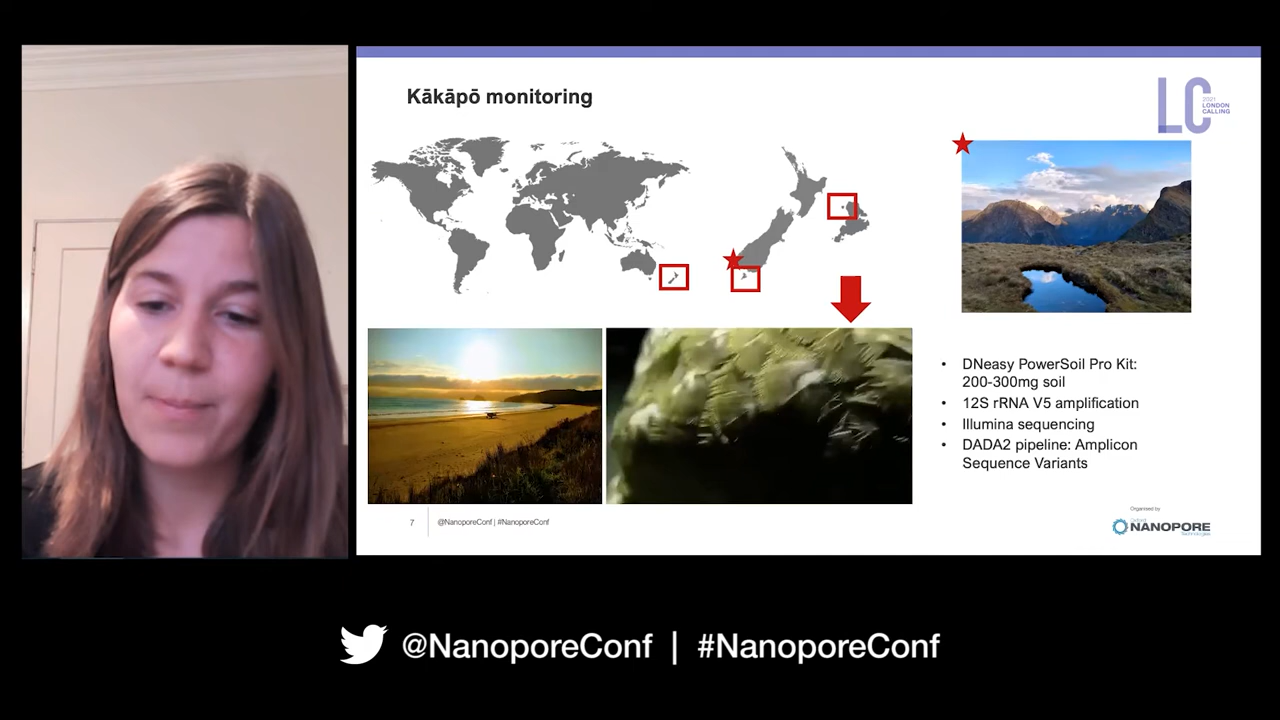 Kākāpō monitoring
LC
2021
LONDON
CALLING
• DNeasy PowerSoil Pro Kit:
200-300mg soil
• 12S rRNA V5 amplification
• Illumina sequencing
• DADA2 pipeline: Amplicon
Sequence Variants
7
@NanoporeConf | #NanoporeConf
Organised by
Oxford
NANOPORE
Technologies
@NanoporeConf | #NanoporeConf